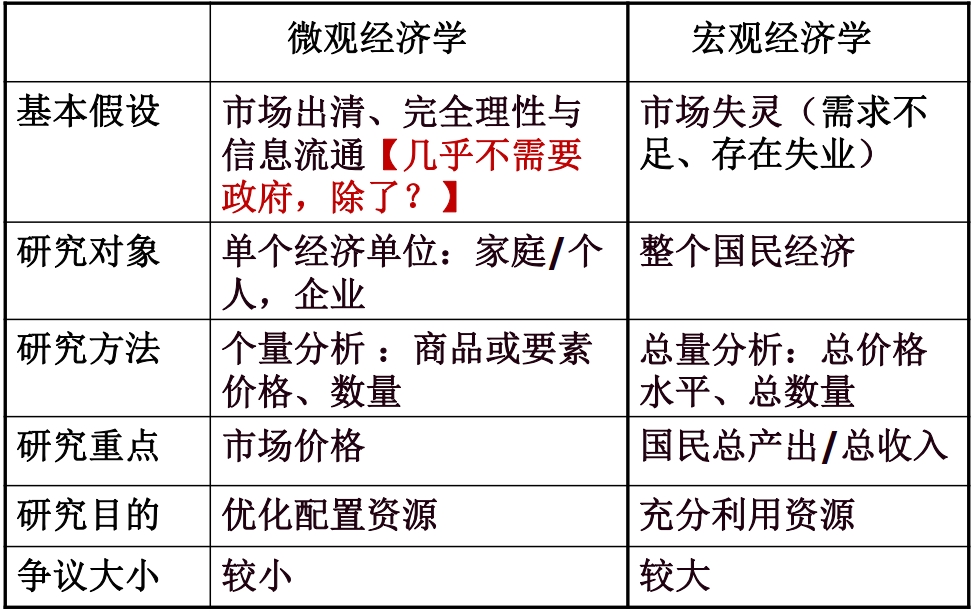 微观经济学
宏观经济学
基本假设
市场出清、完全理性与
信息流通【几乎不需要
政府，除了？】
市场失灵（需求不
足、存在失业）
研究对象
单个经济单位：家庭/个
人，企业
整个国民经济
研究方法
个量分析 ：商品或要素
价格、数量
总量分析：总价格
水平、总数量
研究重点
市场价格
国民总产出/总收入
研究目的
优化配置资源
充分利用资源
争议大小
较小
较大